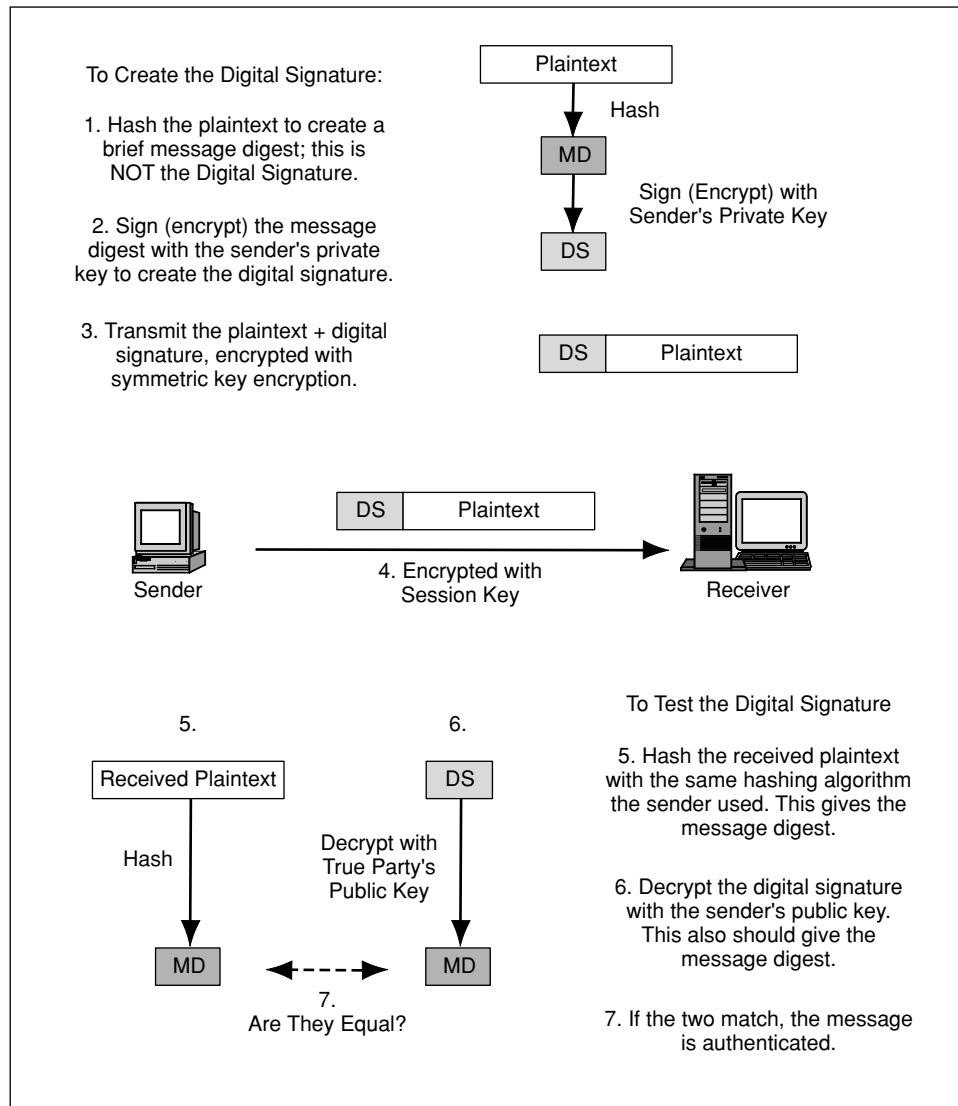 To Create the Digital Signature:
1. Hash the plaintext to create a
brief message digest; this is
NOT the Digital Signature.
2. Sign (encrypt) the message
digest with the sender's private
key to create the digital signature.
3. Transmit the plaintext + digital
signature, encrypted with
symmetric key encryption.
Plaintext
Hash
MD
Sign (Encrypt) with
Sender's Private Key
DS
DS Plaintext
DS Plaintext
4. Encrypted with
Session Key
Sender
Receiver
5.
Received Plaintext
Hash
MD
6.
DS
Decrypt with
True Party's
Public Key
MD
7.
Are They Equal?
To Test the Digital Signature
5. Hash the received plaintext
with the same hashing algorithm
the sender used. This gives the
message digest.
6. Decrypt the digital signature
with the sender's public key.
This also should give the
message digest.
7. If the two match, the message
is authenticated.